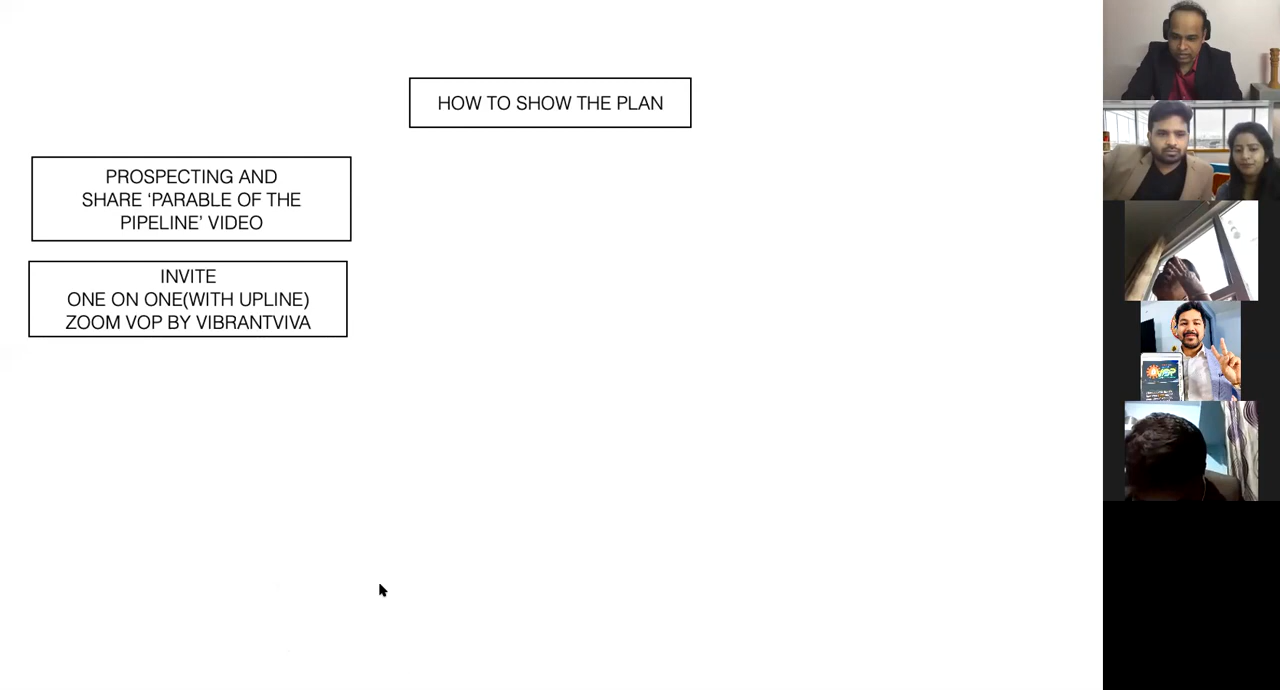 HOW TO SHOW THE PLAN
PROSPECTING AND
SHARE ‘PARABLE OF THE
PIPELINE’ VIDEO
INVITE
ONE ON ONE(WITH UPLINE)
ZOOM VOP BY VIBRANTVIVA